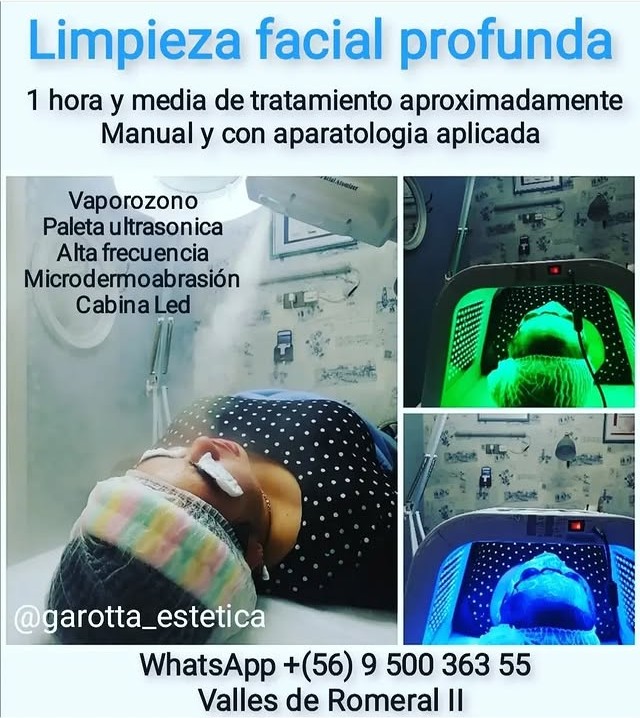 Limpieza facial profunda
1 hora y media de tratamiento aproximadamente
Manual y con aparatologia aplicada
Vaporozono
Paleta ultrasonica
Alta frecuencia
Microdermoabrasión
Cabina Led
@garotta_estetica
WhatsApp +(56) 9 500 363 55
Valles de Romeral II